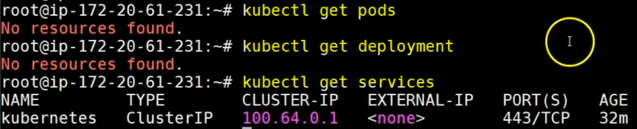 root@ip-172-20-61-231:~# kubectl get pods
No resources found.
root@ip-172-20-61-231:~# kubectl get deployment
No resources found.
root@ip-172-20-61-231:~# kubectl get services
NAME TYPE CLUSTER-IP EXTERNAL-IP PORT(S) AGE
kubernetes ClusterIP 100.64.0.1 <none> 443/TCP 32m